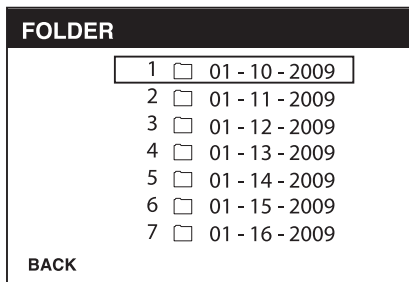 FOLDER
1 01 - 10 - 2009
2 01 - 11 - 2009
3 01 - 12 - 2009
4 01 - 13 - 2009
5 01 - 14 - 2009
6 01 - 15 - 2009
7 01 - 16 - 2009
BACK